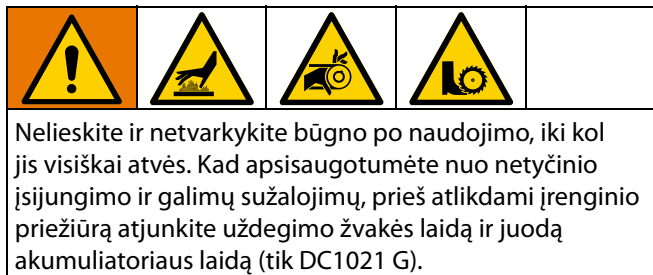 Nelieskite ir netvarkykite būgno po naudojimo, iki kol
jis visiškai atvės. Kad apsisaugotumėte nuo netyčinio
įsijungimo ir galimų sužalojimų, prieš atlikdami įrenginio
priežiūrą atjunkite uždegimo žvakės laidą ir juodą
akumuliatoriaus laidą (tik DC1021 G).